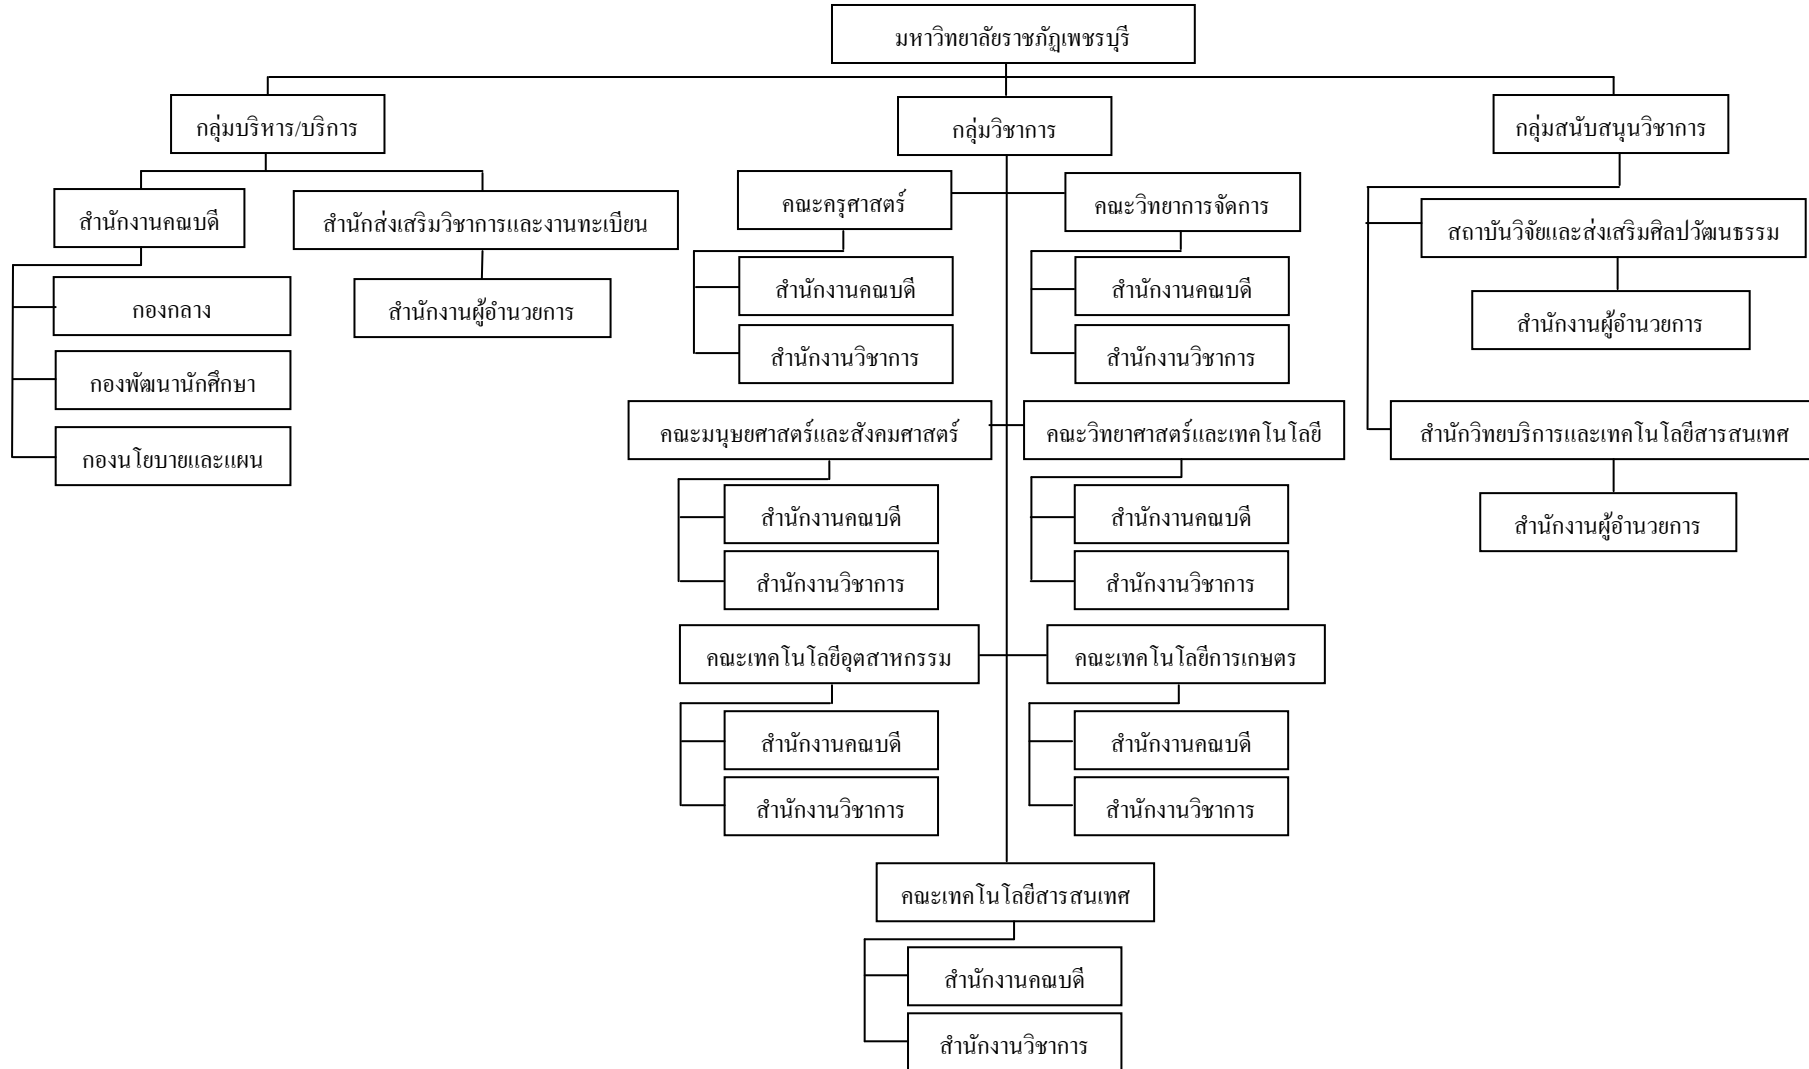 มหาวิทยาลัยราชภัฏเพชรบุรี
กลุ่มบริหาร/บริการ
สำนักงานคณบดี
กองกลาง
กองพัฒนานักศึกษา
กองนโยบายและแผน
สำนักส่งเสริมวิชาการและงานทะเบียน
สำนักงานผู้อำนวยการ
กลุ่มวิชาการ
คณะครุศาสตร์
สำนักงานคณบดี
สำนักงานวิชาการ
คณะวิทยาการจัดการ
สำนักงานคณบดี
สำนักงานวิชาการ
คณะมนุษยศาสตร์และสังคมศาสตร์
สำนักงานคณบดี
สำนักงานวิชาการ
คณะวิทยาศาสตร์และเทคโนโลยี
สำนักงานคณบดี
สำนักงานวิชาการ
คณะเทคโนโลยีอุตสาหกรรม
สำนักงานคณบดี
สำนักงานวิชาการ
คณะเทคโนโลยีการเกษตร
สำนักงานคณบดี
สำนักงานวิชาการ
คณะเทคโนโลยีสารสนเทศ
สำนักงานคณบดี
สำนักงานวิชาการ
กลุ่มสนับสนุนวิชาการ
สถาบันวิจัยและส่งเสริมศิลปวัฒนธรรม
สำนักงานผู้อำนวยการ
สำนักวิทยบริการและเทคโนโลยีสารสนเทศ
สำนักงานผู้อำนวยการ